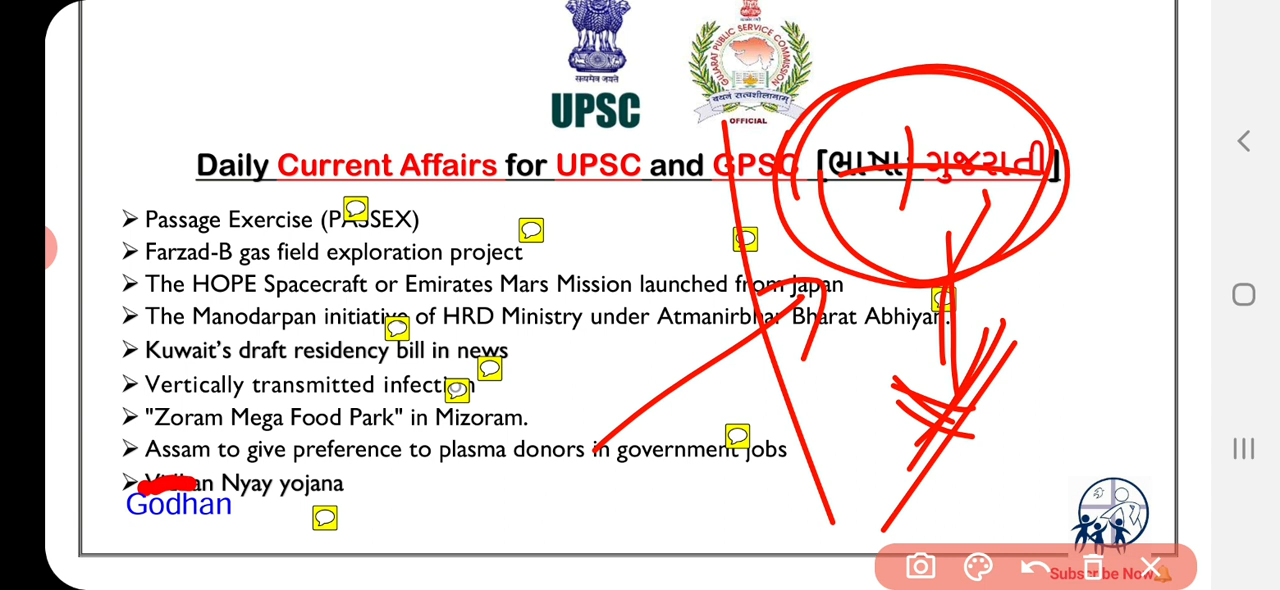 सत्यमेव जयते
GUJARAT PUBLIC SERVICE COMMISSION
UPSC
OFFICIAL
Daily Current Affairs for UPSC and GPSC [ભાષા ગુજરાતી]
➢ Passage Exercise (PASSEX)
➢ Farzad-B gas field exploration project
➢ The HOPE Spacecraft or Emirates Mars Mission launched from Japan
➢ The Manodarpan initiative of HRD Ministry under Atmanirbhar Bharat Abhiyan.
➢ Kuwait's draft residency bill in news
➢ Vertically transmitted infection
➢ "Zoram Mega Food Park" in Mizoram.
➢ Assam to give preference to plasma donors in government jobs
➢ Nyay yojana
Godhan
Subscribe Now